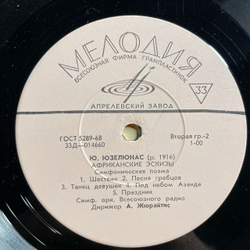 МЕЛОДИЯ
ВСЕСОЮЗНАЯ ФИРМА ГРАМПЛАСТИНОК
33
АПРЕЛЕВСКИЙ ЗАВОД
ГОСТ 5289-68
Вторая гр.-2
33Д—014660
1-00
Ю. ЮЗЕЛЮНАС (р. 1916)
АФРИКАНСКИЕ ЭСКИЗЫ
Симфоническая поэма
1. Шествие 2. Песня гребцов
3. Танец девушек 4. Под небом Азанде
5. Праздник
Симф. орк. Всесоюзного радио
Дирижер А. Жюрайтис